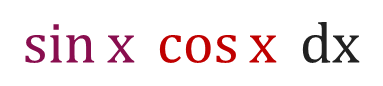 sin x cos x dx